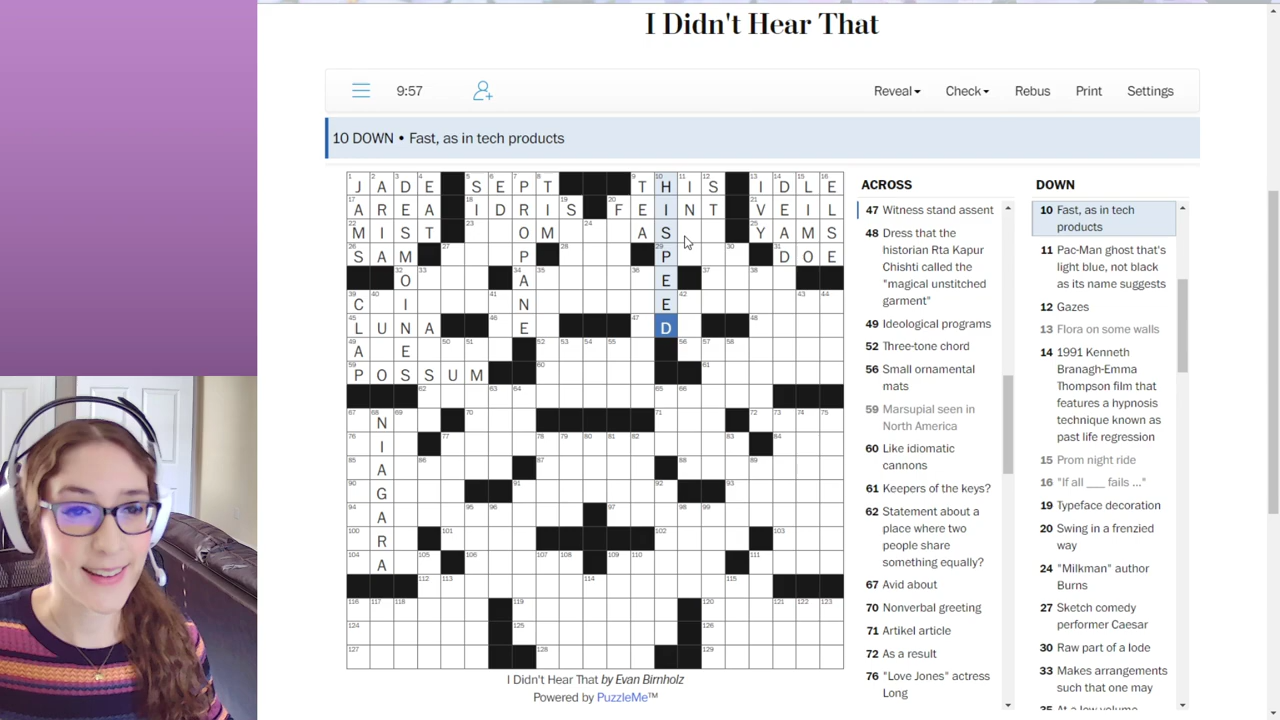 I Didn't Hear That
9:57
Reveal
Check
Rebus
Print
Settings
10 DOWN • Fast, as in tech products
J A D E S E P T T H I S I D L E
A R E A I D R I S F E I N T V E I L
M I S T O M A S Y A M S
S A M P P D O E
O A E
C I N E
L U N A E D
A E
P O S S U M
N
I
A
G
A
R
A
I Didn't Hear That by Evan Birnholz
Powered by PuzzleMe™
ACROSS
47 Witness stand assent
48 Dress that the
historian Rta Kapur
Chishti called the
"magical unstitched
garment"
49 Ideological programs
52 Three-tone chord
56 Small ornamental
mats
59 Marsupial seen in
North America
60 Like idiomatic
cannons
61 Keepers of the keys?
62 Statement about a
place where two
people share
something equally?
67 Avid about
70 Nonverbal greeting
71 Artikel article
72 As a result
76 "Love Jones" actress
Long
DOWN
10 Fast, as in tech
products
11 Pac-Man ghost that's
light blue, not black
as its name suggests
12 Gazes
13 Flora on some walls
14 1991 Kenneth
Branagh-Emma
Thompson film that
features a hypnosis
technique known as
past life regression
15 Prom night ride
16 "If all ___ fails ..."
19 Typeface decoration
20 Swing in a frenzied
way
24 "Milkman" author
Burns
27 Sketch comedy
performer Caesar
30 Raw part of a lode
33 Makes arrangements
such that one may
35 At a low volume